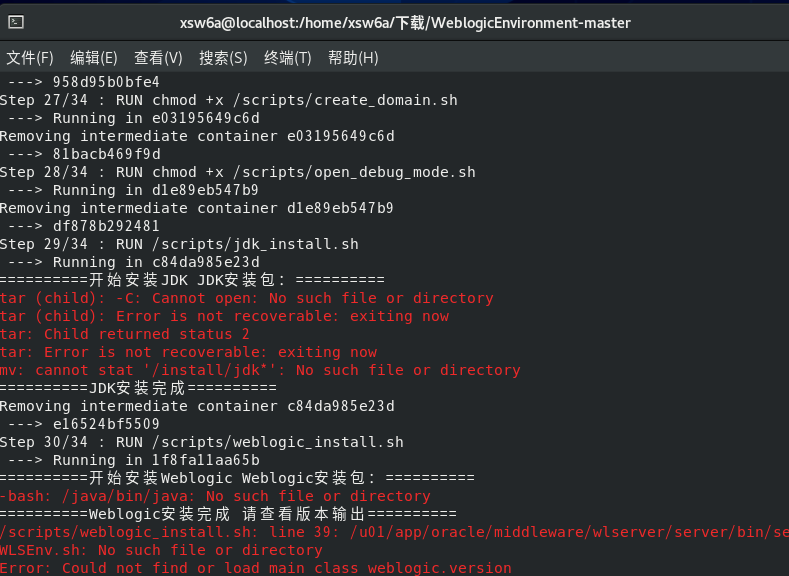 xsw6a@localhost:/home/xsw6a/下载/WeblogicEnvironment-master
文件(F) 编辑(E) 查看(V) 搜索(S) 终端(T) 帮助(H)
---> 958d95b0bfe4
Step 27/34 : RUN chmod +x /scripts/create_domain.sh
---> Running in e03195649c6d
Removing intermediate container e03195649c6d
---> 81bacb469f9d
Step 28/34 : RUN chmod +x /scripts/open_debug_mode.sh
---> Running in d1e89eb547b9
Removing intermediate container d1e89eb547b9
---> df878b292481
Step 29/34 : RUN /scripts/jdk_install.sh
---> Running in c84da985e23d
==========开始安装JDK JDK安装包：==========
tar (child): -C: Cannot open: No such file or directory
tar (child): Error is not recoverable: exiting now
tar: Child returned status 2
tar: Error is not recoverable: exiting now
mv: cannot stat '/install/jdk*': No such file or directory
==========JDK安装完成==========
Removing intermediate container c84da985e23d
---> e16524bf5509
Step 30/34 : RUN /scripts/weblogic_install.sh
---> Running in 1f8fa11aa65b
==========开始安装Weblogic Weblogic安装包：==========
-bash: /java/bin/java: No such file or directory
==========Weblogic安装完成 请查看版本输出==========
/scripts/weblogic_install.sh: line 39: /u01/app/oracle/middleware/wlserver/server/bin/se
WLSEnv.sh: No such file or directory
Error: Could not find or load main class weblogic.version